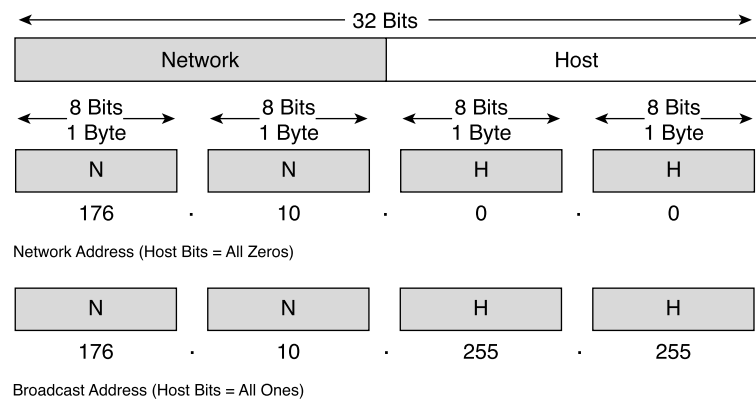 32 Bits
Network Host
8 Bits 8 Bits 8 Bits 8 Bits
1 Byte 1 Byte 1 Byte 1 Byte
N N H H
176 . 10 . 0 . 0
Network Address (Host Bits = All Zeros)
N N H H
176 . 10 . 255 . 255
Broadcast Address (Host Bits = All Ones)